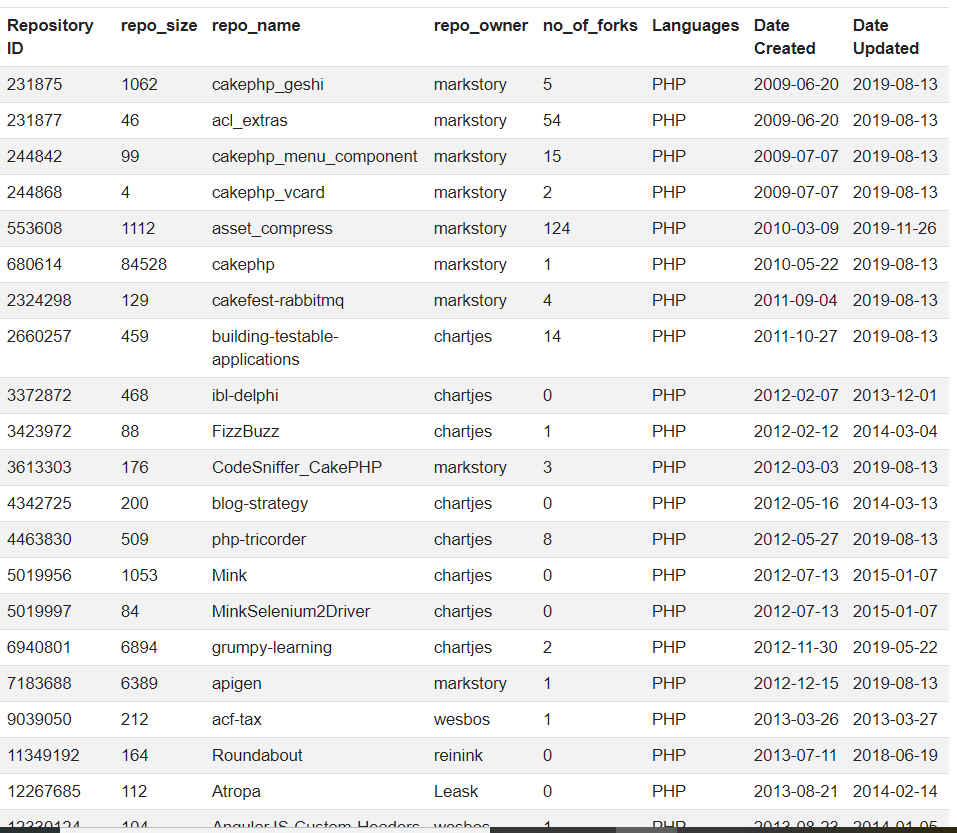 Repository ID repo_size repo_name repo_owner no_of_forks Languages Date Created Date Updated
231875 1062 cakephp_geshi markstory 5 PHP 2009-06-20 2019-08-13
231877 46 acl_extras markstory 54 PHP 2009-06-20 2019-08-13
244842 99 cakephp_menu_component markstory 15 PHP 2009-07-07 2019-08-13
244868 4 cakephp_vcard markstory 2 PHP 2009-07-07 2019-08-13
553608 1112 asset_compress markstory 124 PHP 2010-03-09 2019-11-26
680614 84528 cakephp markstory 1 PHP 2010-05-22 2019-08-13
2324298 129 cakefest-rabbitmq markstory 4 PHP 2011-09-04 2019-08-13
2660257 459 building-testable- chartjes 14 PHP 2011-10-27 2019-08-13
applications
3372872 468 ibl-delphi chartjes 0 PHP 2012-02-07 2013-12-01
3423972 88 FizzBuzz chartjes 1 PHP 2012-02-12 2014-03-04
3613303 176 CodeSniffer_CakePHP markstory 3 PHP 2012-03-03 2019-08-13
4342725 200 blog-strategy chartjes 0 PHP 2012-05-16 2014-03-13
4463830 509 php-tricorder chartjes 8 PHP 2012-05-27 2019-08-13
5019956 1053 Mink chartjes 0 PHP 2012-07-13 2015-01-07
5019997 84 MinkSelenium2Driver chartjes 0 PHP 2012-07-13 2015-01-07
6940801 6894 grumpy-learning chartjes 2 PHP 2012-11-30 2019-05-22
7183688 6389 apigen markstory 1 PHP 2012-12-15 2019-08-13
9039050 212 acf-tax wesbos 1 PHP 2013-03-26 2013-03-27
11349192 164 Roundabout reinink 0 PHP 2013-07-11 2018-06-19
12267685 112 Atropa Leask 0 PHP 2013-08-21 2014-02-14
104 AngularJS-Custom-Headers wesbos 1 PHP